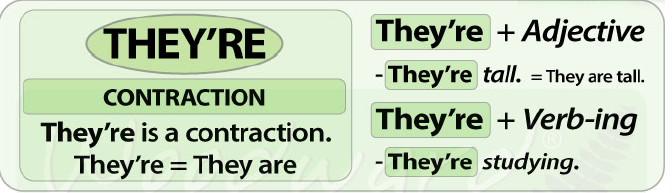 THEY'RE
CONTRACTION
They're is a contraction.
They're = They are
They're + Adjective
- They're tall. = They are tall.
They're + Verb-ing
- They're studying.
Woodward ®